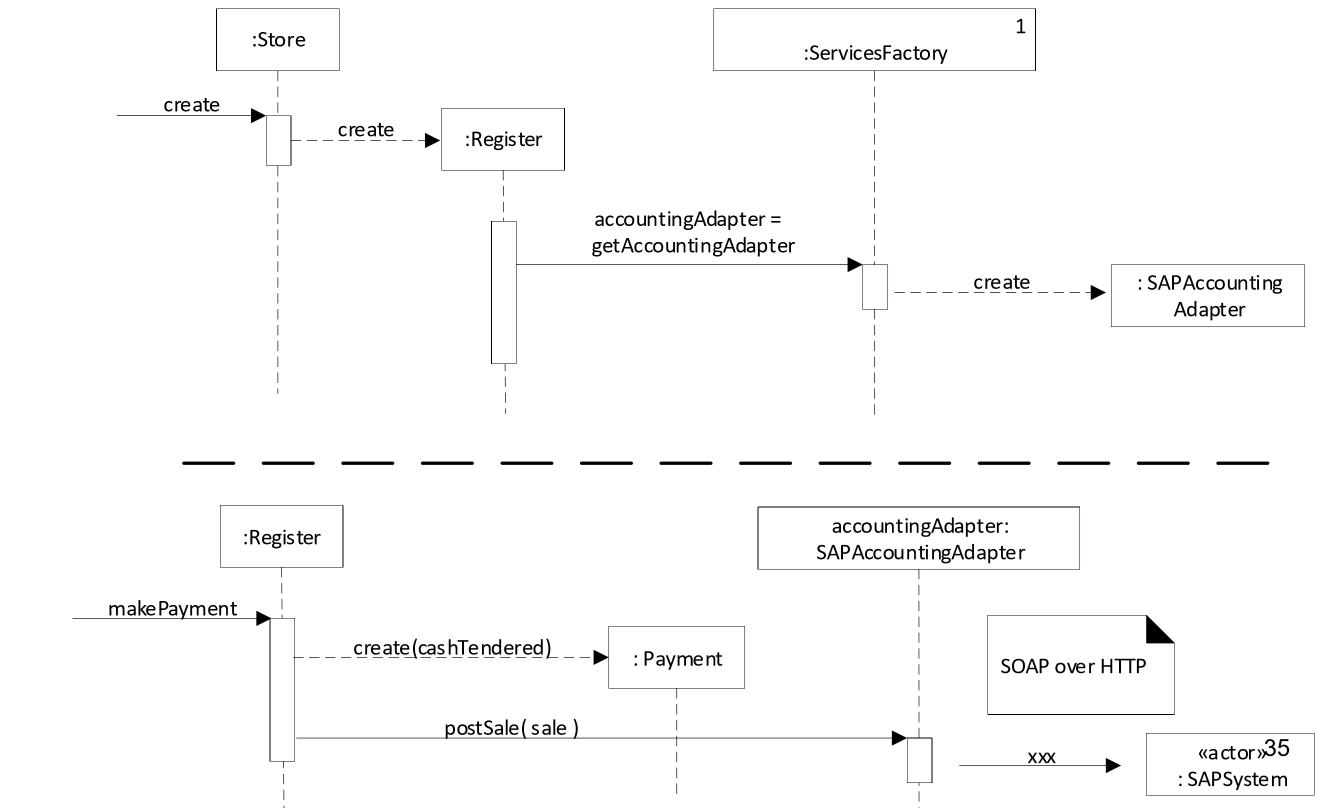 :Store
1
:ServicesFactory
create
create
:Register
accountingAdapter =
getAccountingAdapter
create
: SAPAccounting
Adapter
:Register
accountingAdapter:
SAPAccountingAdapter
makePayment
create(cashTendered)
: Payment
SOAP over HTTP
postSale( sale )
xxx
«actor»
35
: SAPSystem